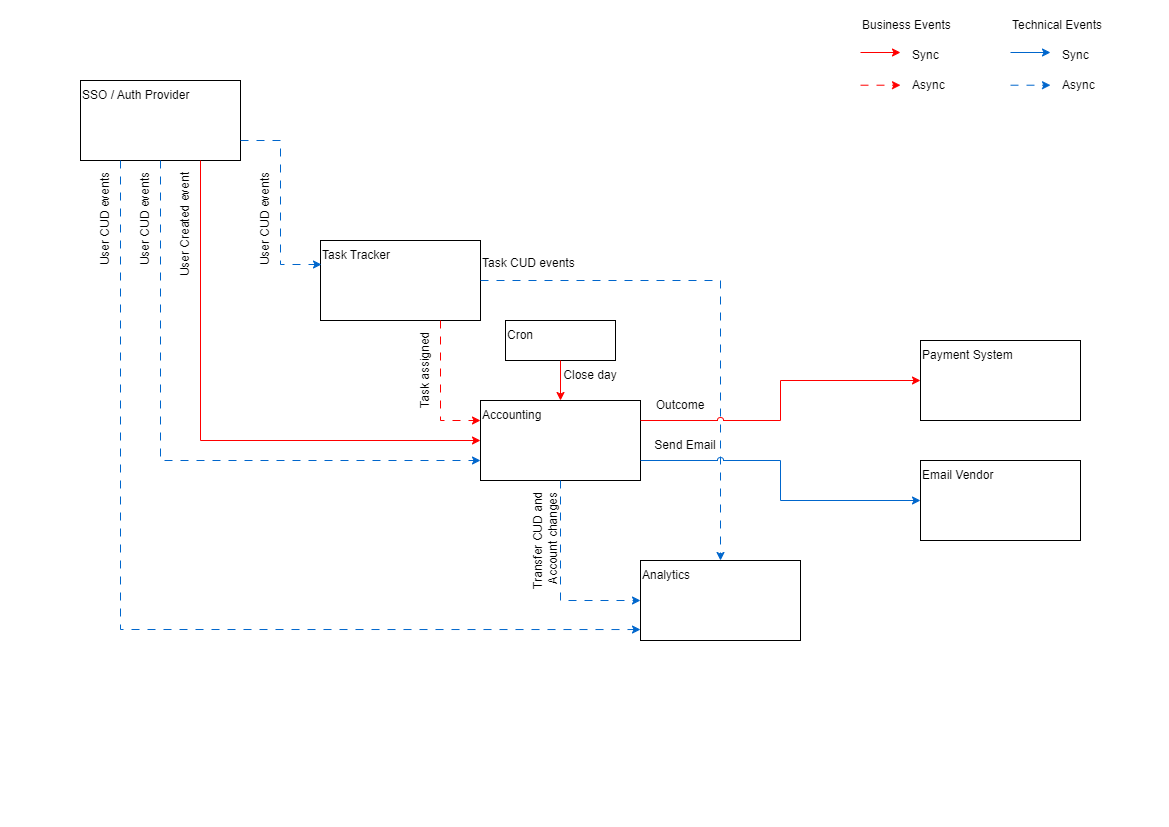 Business Events
Technical Events
Sync
Sync
Async
Async
SSO / Auth Provider
User CUD events
User CUD events
User Created event
User CUD events
Task Tracker
Task CUD events
Task assigned
Cron
Close day
Accounting
Outcome
Send Email
Payment System
Email Vendor
Transfer CUD and
Account changes
Analytics